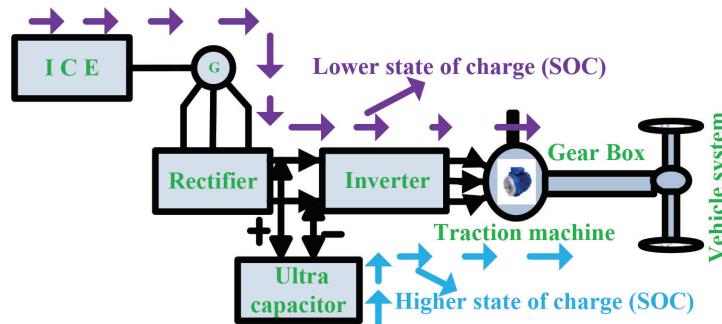 I C E
G
Lower state of charge (SOC)
Rectifier
Inverter
Gear Box
Traction machine
Vehicle system
+
−
Ultra
capacitor
Higher state of charge (SOC)